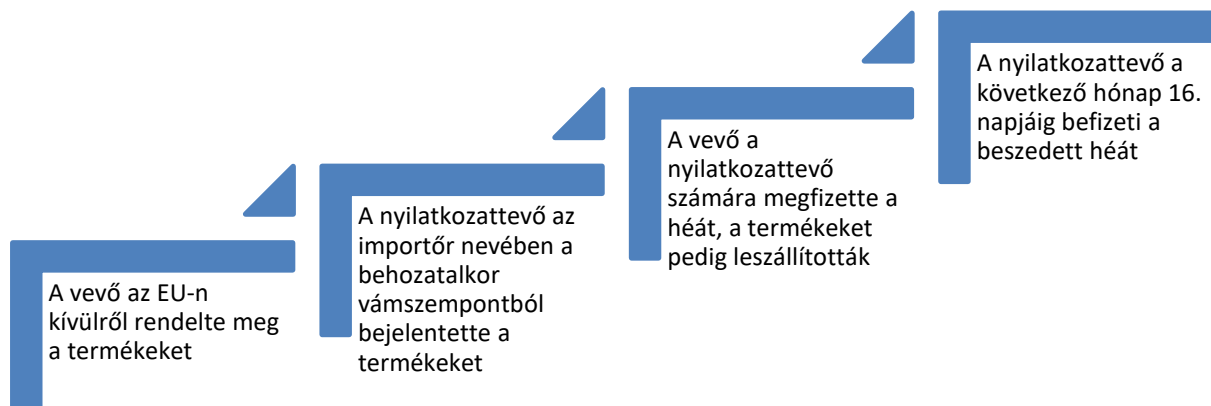 A vevő az EU-n
kívülről rendelte meg
a termékeket
A nyilatkozattevő az
importőr nevében a
behozatalkor
vámszempontból
bejelentette a
termékeket
A vevő a
nyilatkozattevő
számára megfizette a
héát, a termékeket
pedig leszállították
A nyilatkozattevő a
következő hónap 16.
napjáig befizeti a
beszedett héát